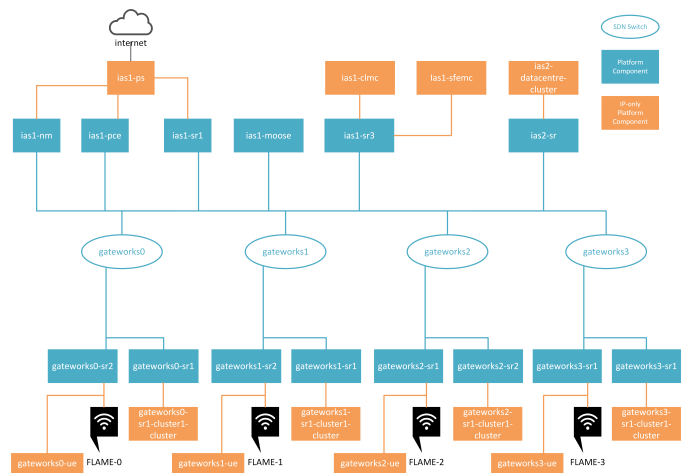 SDN Switch
internet
ias1-ps
ias1-clmc
ias1-sfemc
ias2-
datacentre-
cluster
Platform
Component
IP-only
Platform
Component
ias1-nm
ias1-pce
ias1-sr1
ias1-moose
ias1-sr3
ias2-sr
gateworks0
gateworks1
gateworks2
gateworks3
gateworks0-sr2
gateworks0-sr1
gateworks1-sr2
gateworks1-sr1
gateworks2-sr1
gateworks2-sr2
gateworks3-sr1
gateworks3-sr1
gateworks0-
sr1-cluster1-
cluster
gateworks1-
sr1-cluster1-
cluster
gateworks2-
sr1-cluster1-
cluster
gateworks3-
sr1-cluster1-
cluster
gateworks0-ue
FLAME-0
gateworks1-ue
FLAME-1
gateworks2-ue
FLAME-2
gateworks3-ue
FLAME-3